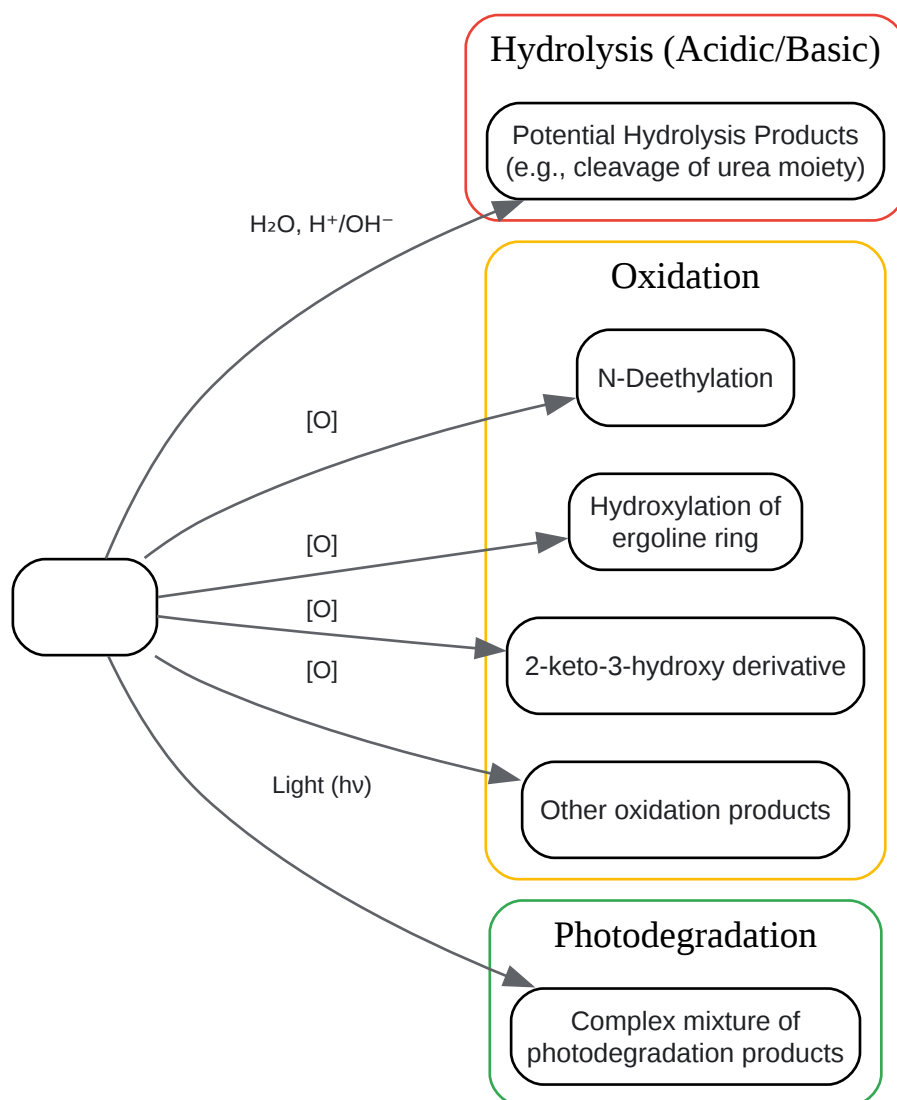 Hydrolysis (Acidic/Basic)
Potential Hydrolysis Products
(e.g., cleavage of urea moiety)
H₂O, H⁺/OH⁻
Oxidation
N-Deethylation
[O]
Hydroxylation of
ergoline ring
[O]
[O]
2-keto-3-hydroxy derivative
[O]
Light (hν)
Other oxidation products
Photodegradation
Complex mixture of
photodegradation products